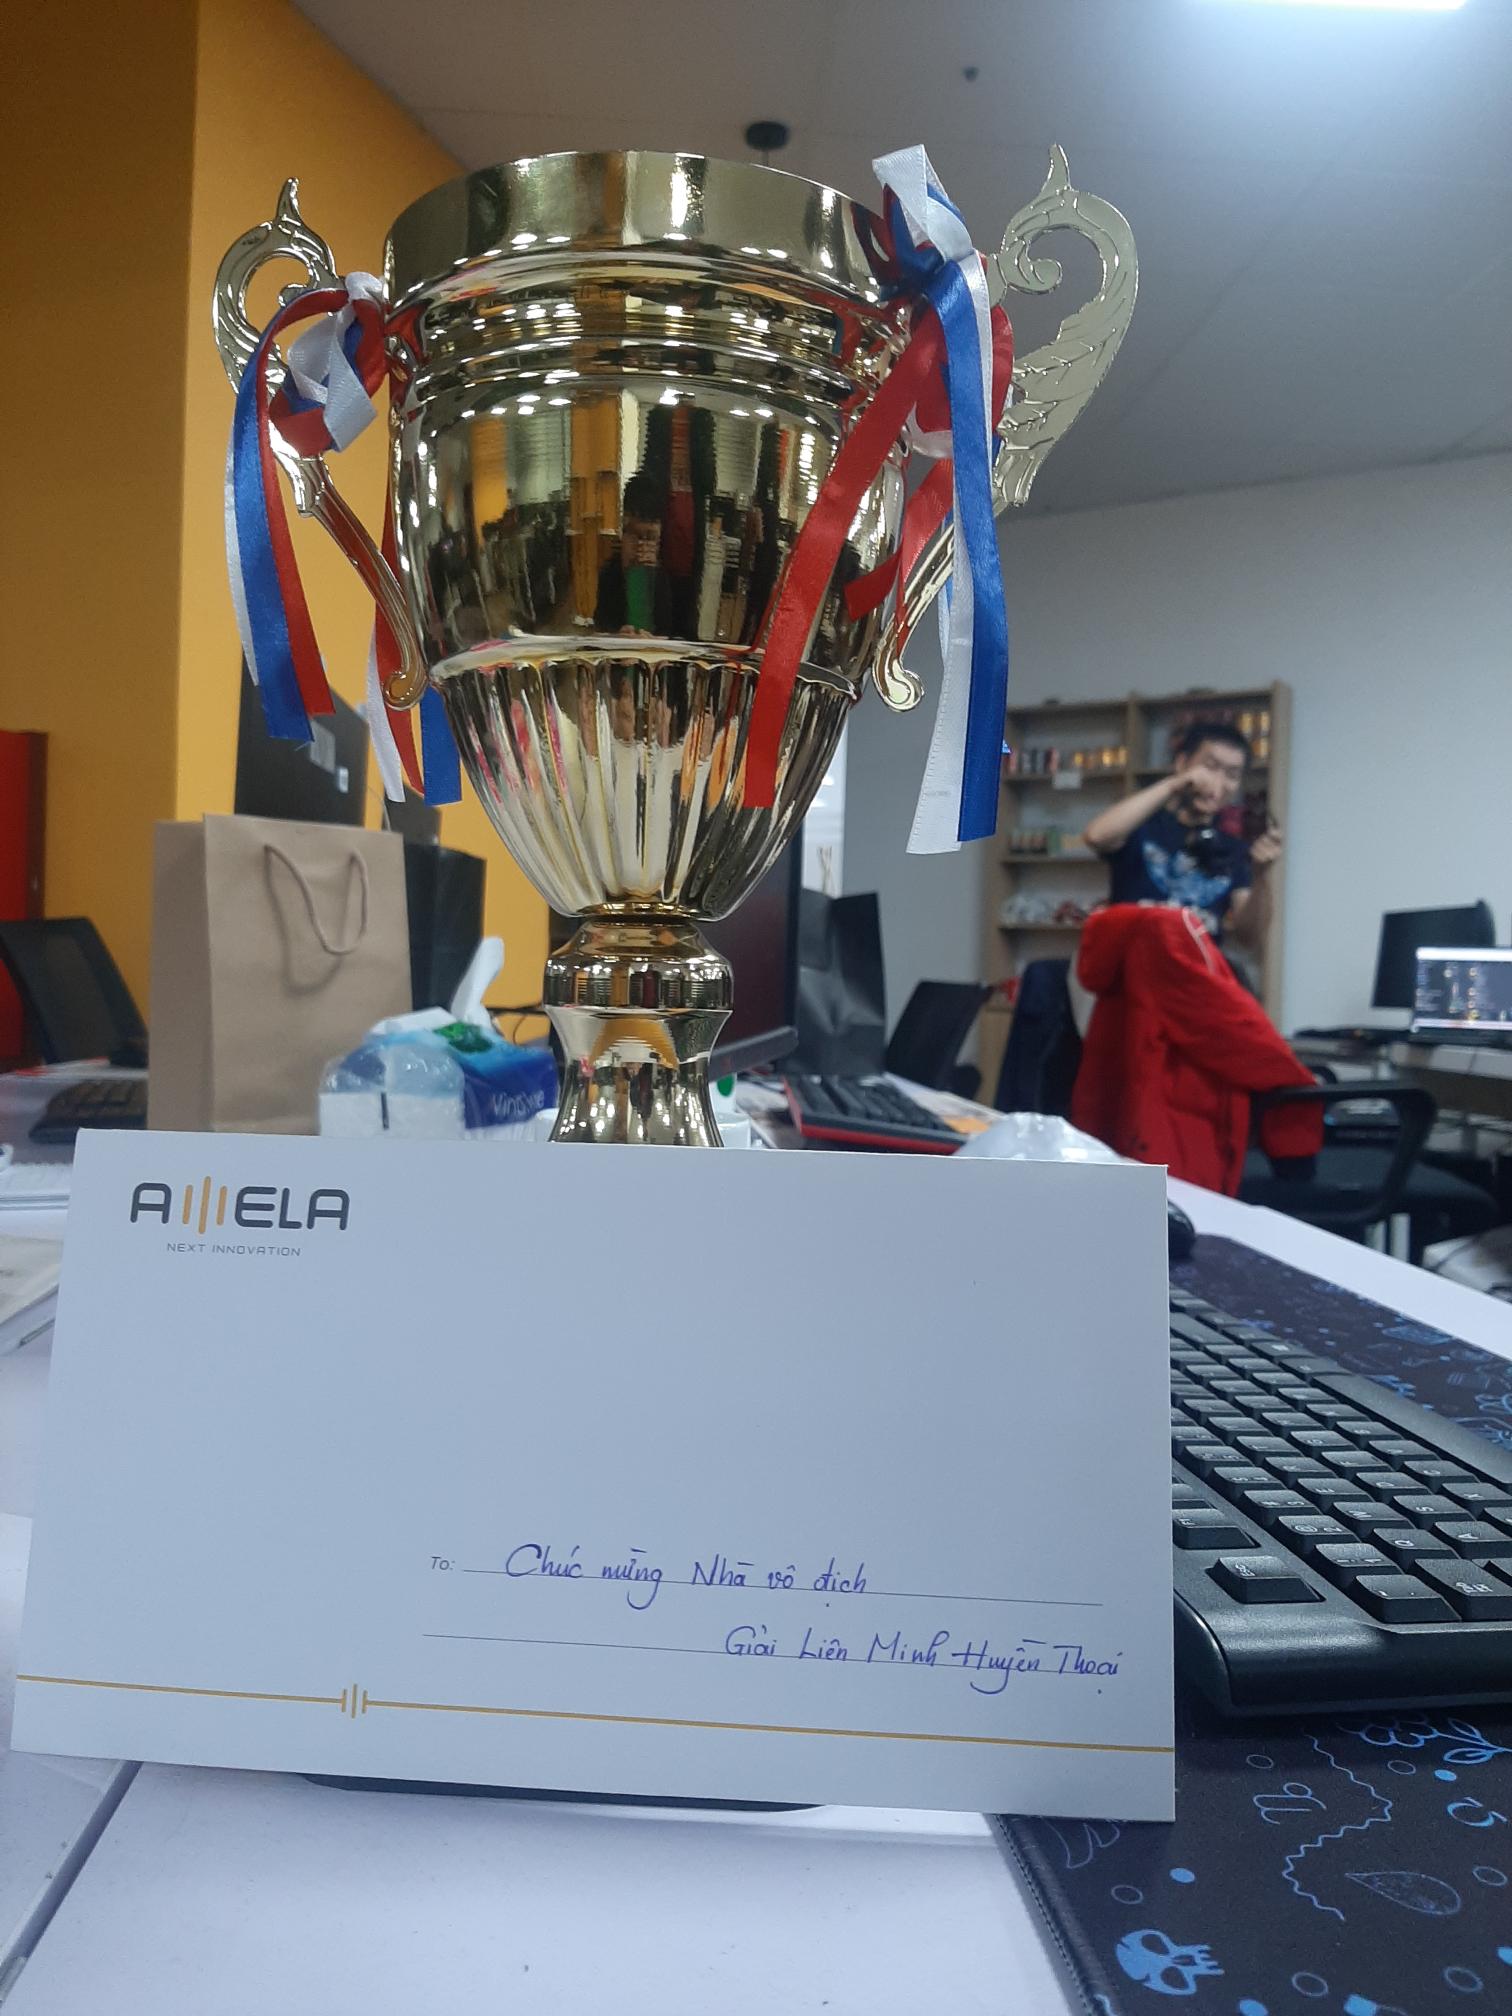 AMELA
NEXT INNOVATION
To: Chúc mừng Nhà vô địch
Giải Liên Minh Huyền Thoại